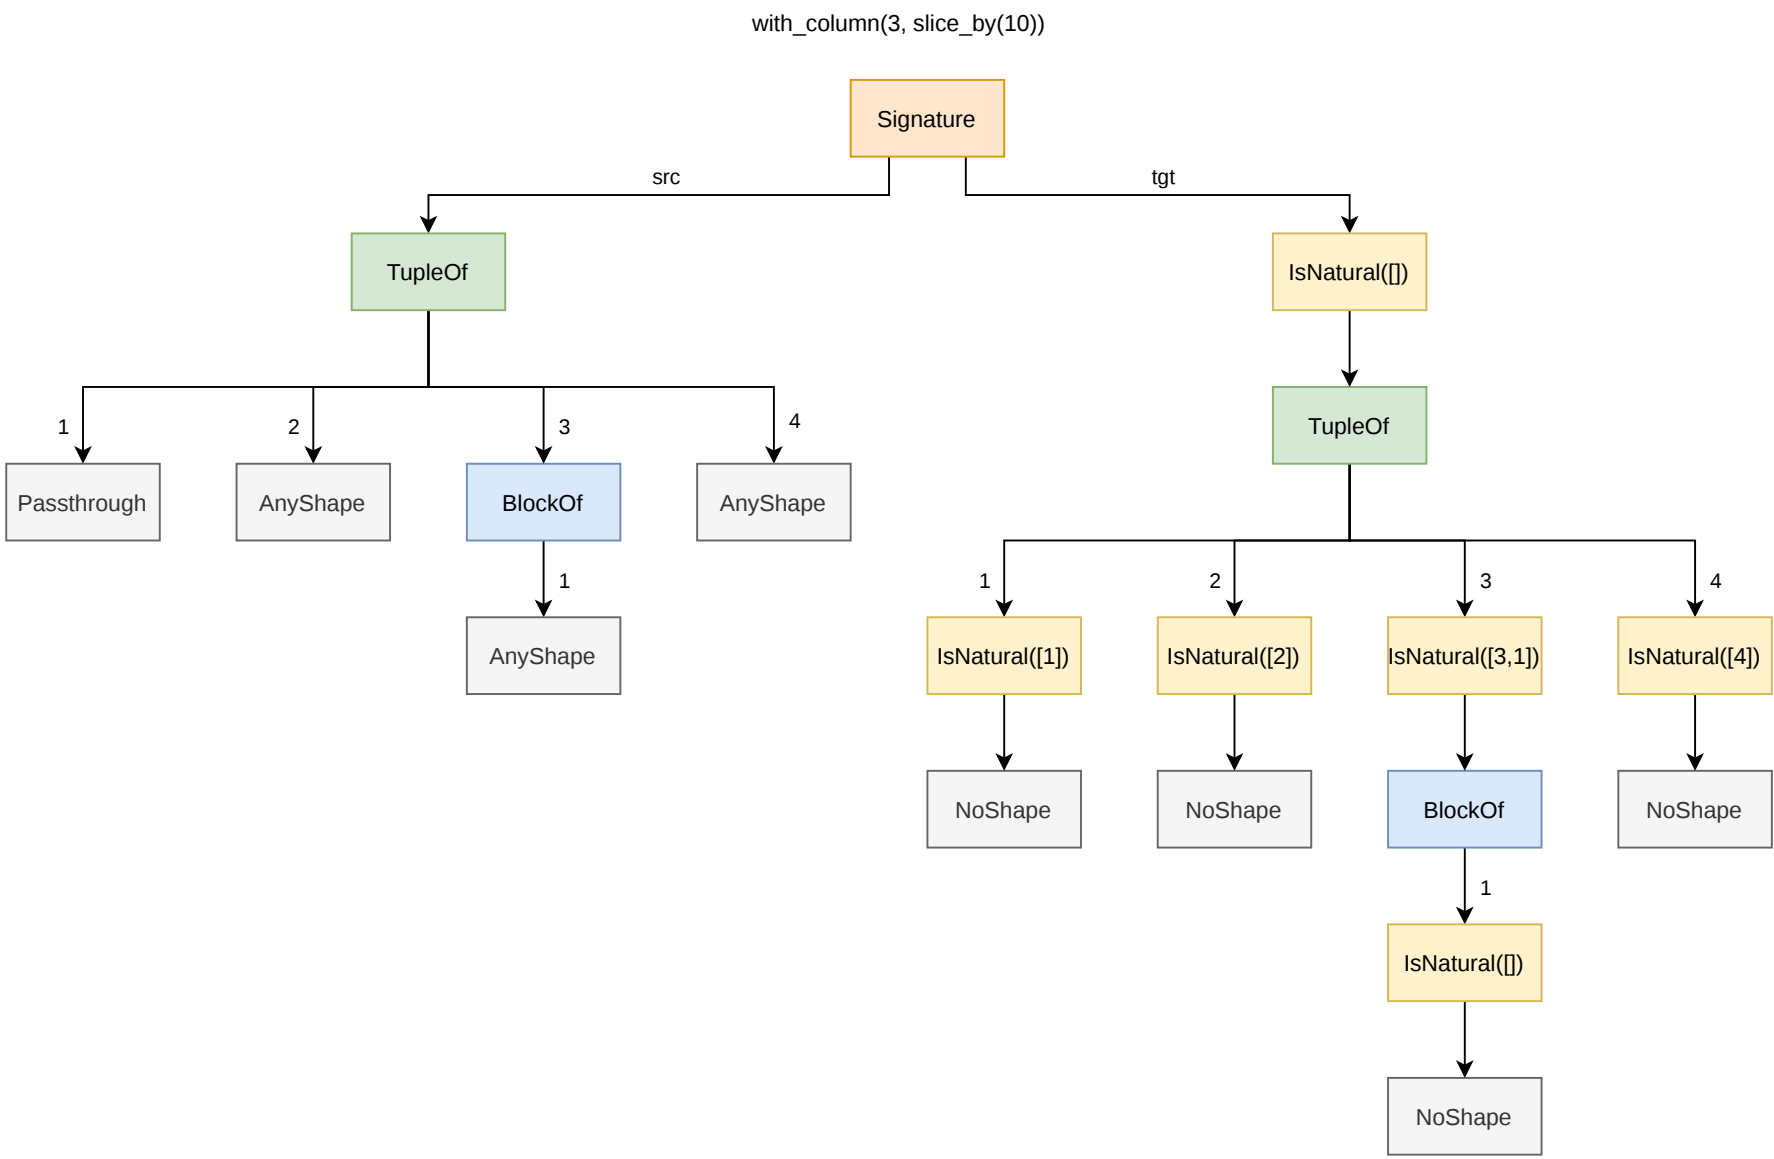 with_column(3, slice_by(10))
Signature
src
tgt
TupleOf
IsNatural([])
TupleOf
1
2
3
4
Passthrough
AnyShape
BlockOf
AnyShape
1
AnyShape
1
2
3
4
IsNatural([1])
IsNatural([2])
IsNatural([3,1])
IsNatural([4])
NoShape
NoShape
BlockOf
NoShape
1
IsNatural([])
NoShape